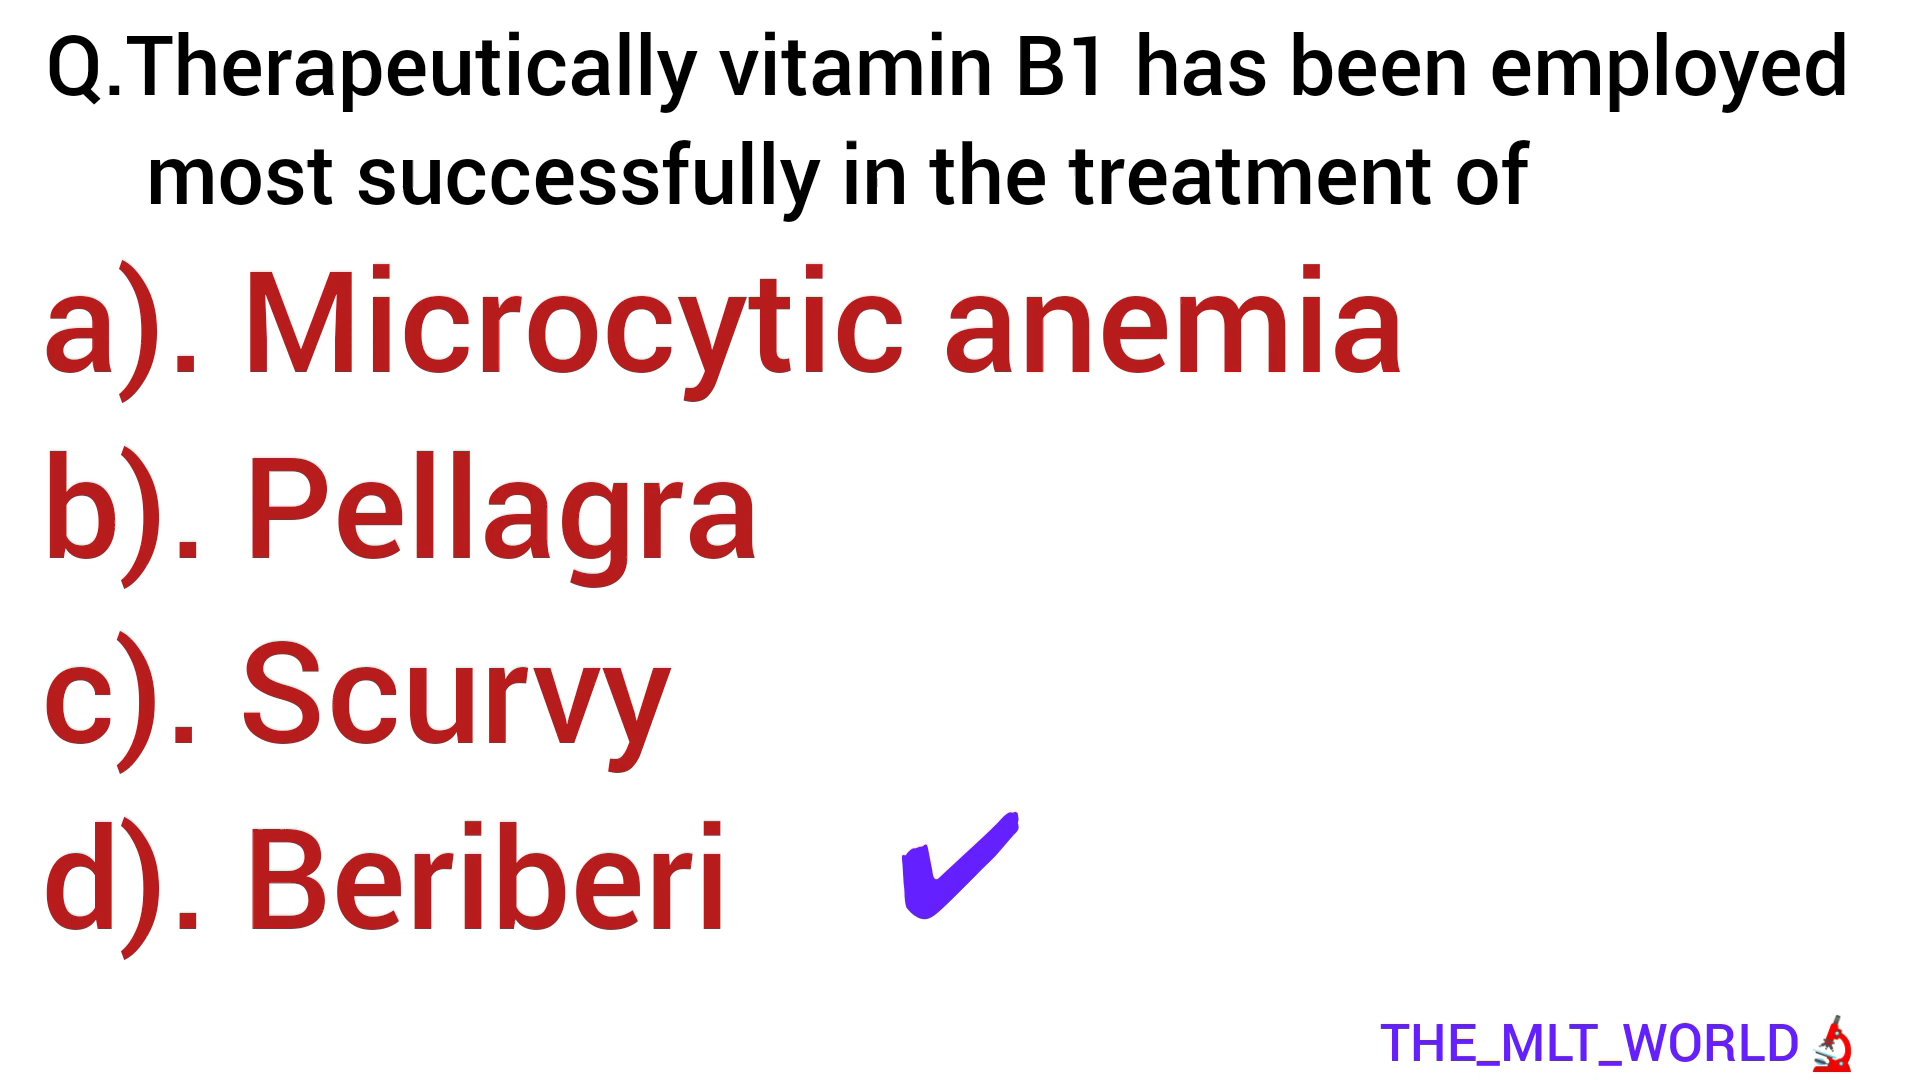 Q.Therapeutically vitamin B1 has been employed
most successfully in the treatment of
a). Microcytic anemia
b). Pellagra
c). Scurvy
d). Beriberi
THE_MLT_WORLD